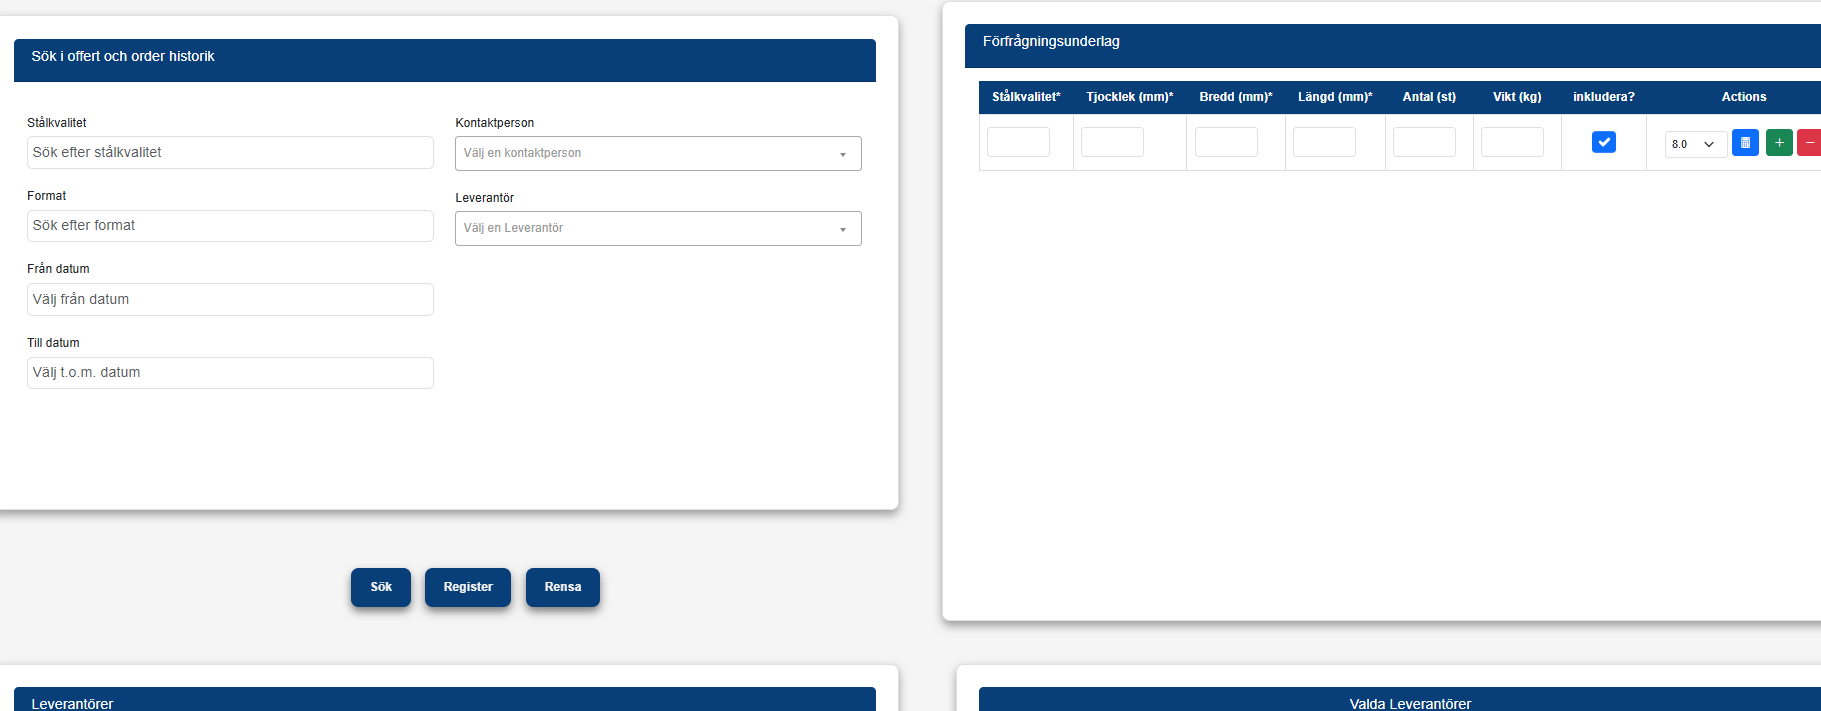 Sök i offert och order historik
Stålkvalitet
Sök efter stålkvalitet
Format
Sök efter format
Från datum
Välj från datum
Till datum
Välj t.o.m. datum
Kontaktperson
Välj en kontaktperson
Leverantör
Välj en Leverantör
Sök Register Rensa
Förfrågningsunderlag
Stålkvalitet* Tjocklek (mm)* Bredd (mm)* Längd (mm)* Antal (st) Vikt (kg) inkludera? Actions
8.0
Leverantörer
Valda Leverantörer